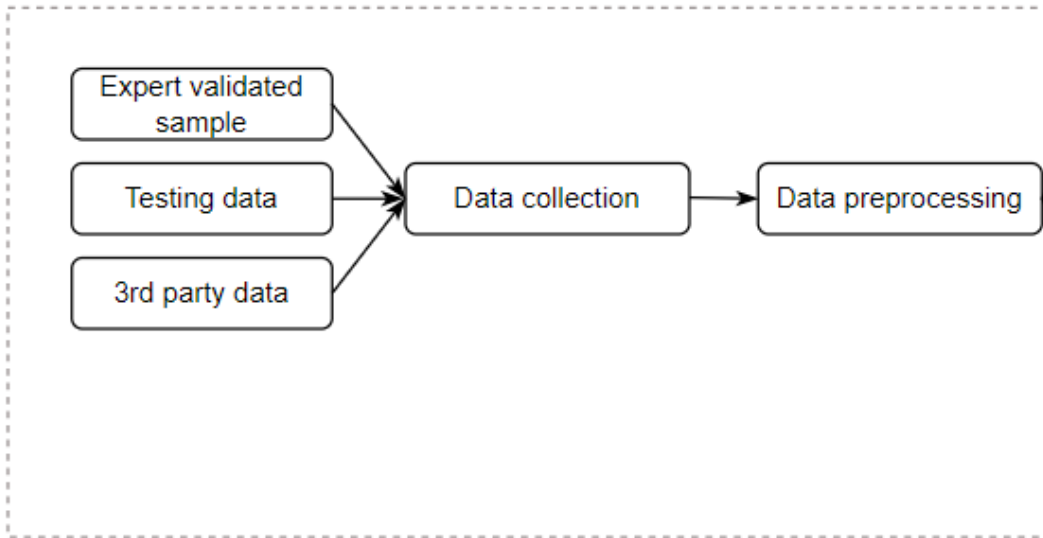 Expert validated
sample
Testing data
3rd party data
Data collection
Data preprocessing